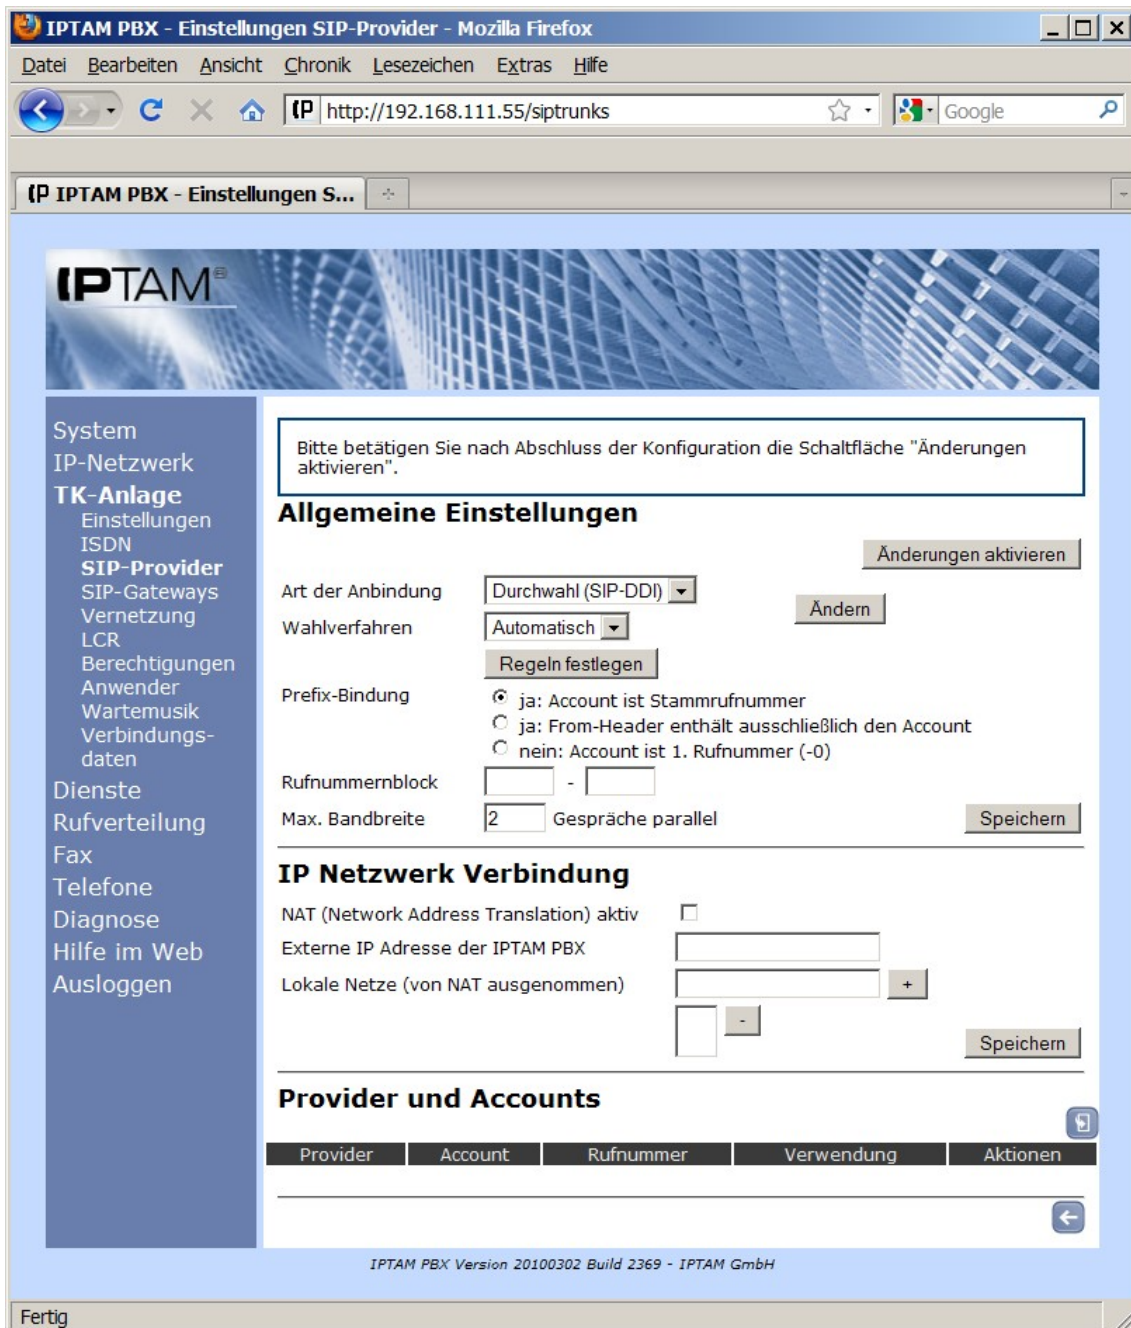 IPTAM PBX - Einstellungen SIP-Provider - Mozilla Firefox
Datei Bearbeiten Ansicht Chronik Lesezeichen Extras Hilfe
(P http://192.168.111.55/siptrunks Google
(P IPTAM PBX - Einstellungen S...
IPTAM®
System
IP-Netzwerk
TK-Anlage
Einstellungen
ISDN
SIP-Provider
SIP-Gateways
Vernetzung
LCR
Berechtigungen
Anwender
Wartemusik
Verbindungs-
daten
Dienste
Rufverteilung
Fax
Telefone
Diagnose
Hilfe im Web
Ausloggen
Bitte betätigen Sie nach Abschluss der Konfiguration die Schaltfläche "Änderungen
aktivieren".
Allgemeine Einstellungen
Änderungen aktivieren
Art der Anbindung Durchwahl (SIP-DDI)
Ändern
Wahlverfahren Automatisch
Regeln festlegen
Prefix-Bindung ja: Account ist Stammrufnummer
ja: From-Header enthält ausschließlich den Account
nein: Account ist 1. Rufnummer (-0)
Rufnummernblock -
Max. Bandbreite 2 Gespräche parallel Speichern
IP Netzwerk Verbindung
NAT (Network Address Translation) aktiv
Externe IP Adresse der IPTAM PBX
Lokale Netze (von NAT ausgenommen) +
-
Speichern
Provider und Accounts
Provider Account Rufnummer Verwendung Aktionen
IPTAM PBX Version 20100302 Build 2369 - IPTAM GmbH
Fertig